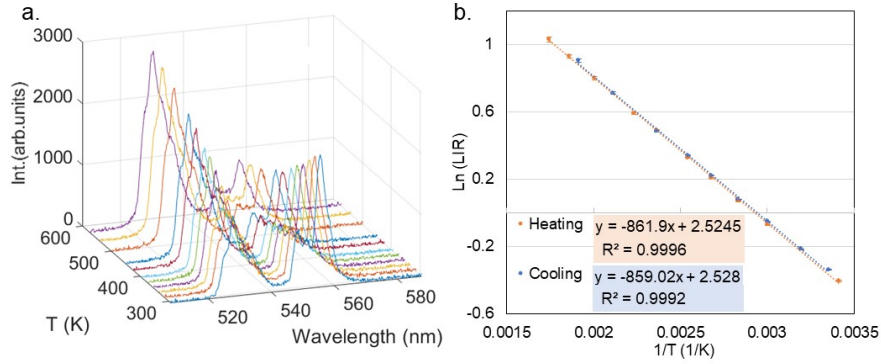 a.
3000
2000
1000
0
Int.(arb.units)
600
500
400
300
T (K)
520
540
560
580
Wavelength (nm)
b.
1
0.6
0.2
-0.2
-0.6
Ln (LIR)
Heating
y = -861.9x + 2.5245
R² = 0.9996
Cooling
y = -859.02x + 2.528
R² = 0.9992
0.0015
0.002
0.0025
0.003
0.0035
1/T (1/K)